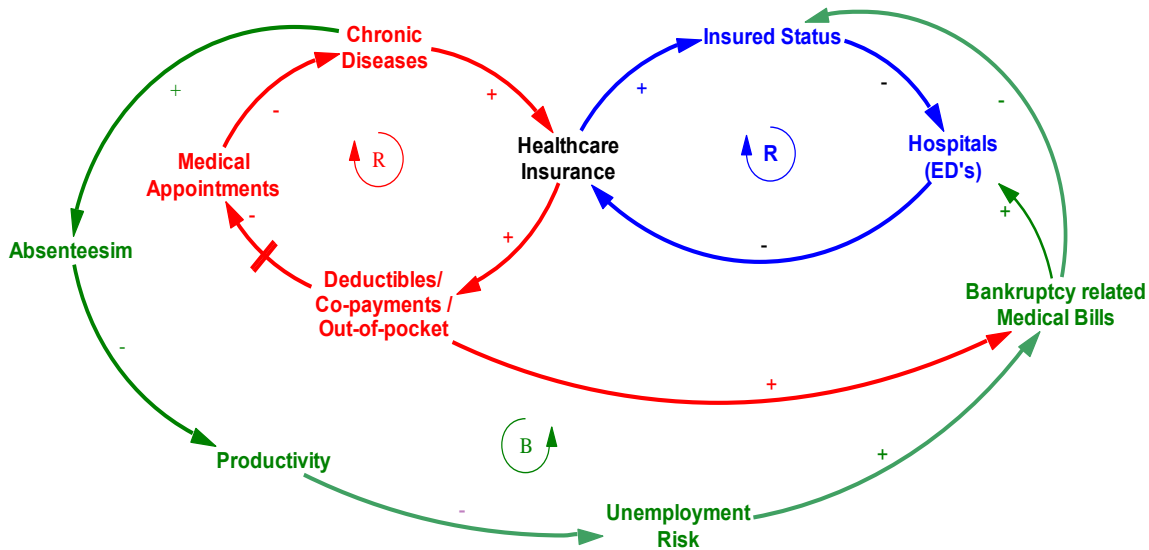 Chronic
Diseases
Insured Status
+
+
+
-
-
-
Medical
Appointments
R
Healthcare
Insurance
R
Hospitals
(ED's)
-
+
-
+
Absenteesim
Deductibles/
Co-payments /
Out-of-pocket
Bankruptcy related
Medical Bills
-
+
B
Productivity
+
-
Unemployment
Risk